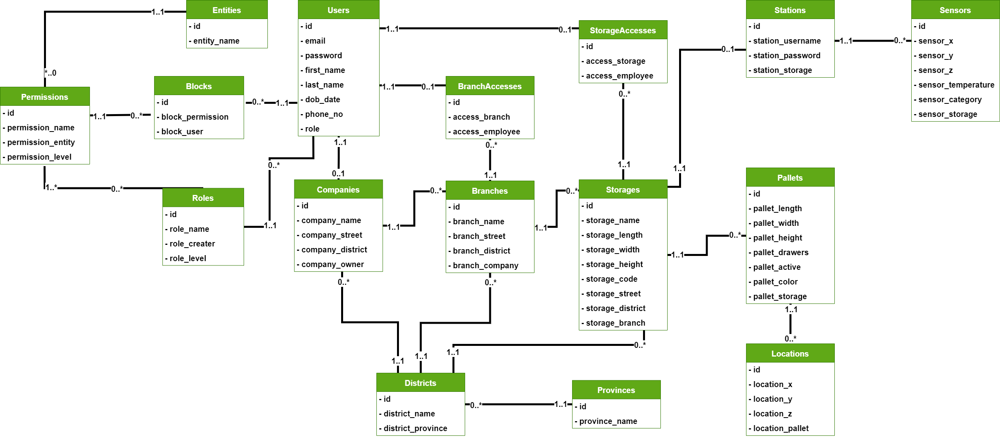 Entities
- id
- entity_name
Users
- id
- email
- password
- first_name
- last_name
- dob_date
- phone_no
- role
StorageAccesses
- id
- access_storage
- access_employee
Stations
- id
- station_username
- station_password
- station_storage
Sensors
- id
- sensor_x
- sensor_y
- sensor_z
- sensor_temperature
- sensor_category
- sensor_storage
1..1
*..0
1..1
0..1
0..1
1..1
1..1
0..*
Permissions
- id
- permission_name
- permission_entity
- permission_level
1..1
0..*
Blocks
- id
- block_permission
- block_user
0..*
1..1
1..1
0..1
BranchAccesses
- id
- access_branch
- access_employee
0..*
1..1
0..*
1..1
1..*
0..*
0..*
1..1
1..1
0..1
Roles
- id
- role_name
- role_creater
- role_level
Companies
- id
- company_name
- company_street
- company_district
- company_owner
1..1
0..*
Branches
- id
- branch_name
- branch_street
- branch_district
- branch_company
1..1
0..*
Storages
- id
- storage_name
- storage_length
- storage_width
- storage_height
- storage_code
- storage_street
- storage_district
- storage_branch
1..1
0..*
Pallets
- id
- pallet_length
- pallet_width
- pallet_height
- pallet_drawers
- pallet_active
- pallet_color
- pallet_storage
1..1
0..*
0..*
0..*
0..*
1..1
1..1
1..1
Districts
- id
- district_name
- district_province
0..*
1..1
Provinces
- id
- province_name
Locations
- id
- location_x
- location_y
- location_z
- location_pallet